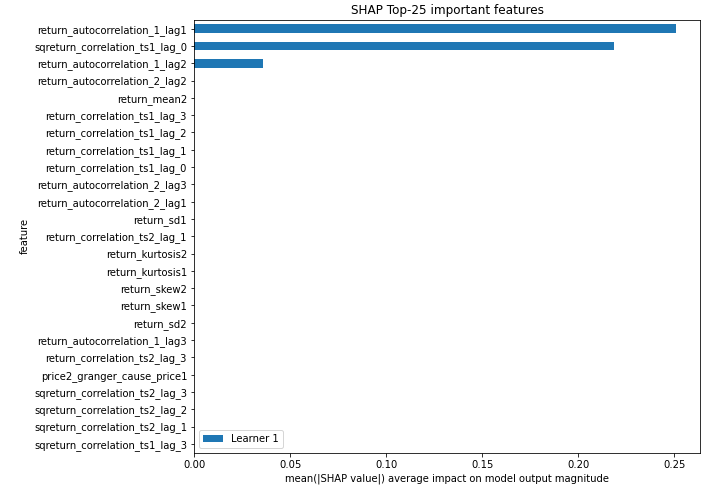 SHAP Top-25 important features
return_autocorrelation_1_lag1
sqreturn_correlation_ts1_lag_0
return_autocorrelation_1_lag2
return_autocorrelation_2_lag2
return_mean2
return_correlation_ts1_lag_3
return_correlation_ts1_lag_2
return_correlation_ts1_lag_1
return_correlation_ts1_lag_0
return_autocorrelation_2_lag3
return_autocorrelation_2_lag1
return_sd1
return_correlation_ts2_lag_1
return_kurtosis2
return_kurtosis1
return_skew2
return_skew1
return_sd2
return_autocorrelation_1_lag3
return_correlation_ts2_lag_3
price2_granger_cause_price1
sqreturn_correlation_ts2_lag_3
sqreturn_correlation_ts2_lag_2
sqreturn_correlation_ts2_lag_1
sqreturn_correlation_ts1_lag_3
feature
Learner 1
0.00 0.05 0.10 0.15 0.20 0.25
mean(|SHAP value|) average impact on model output magnitude